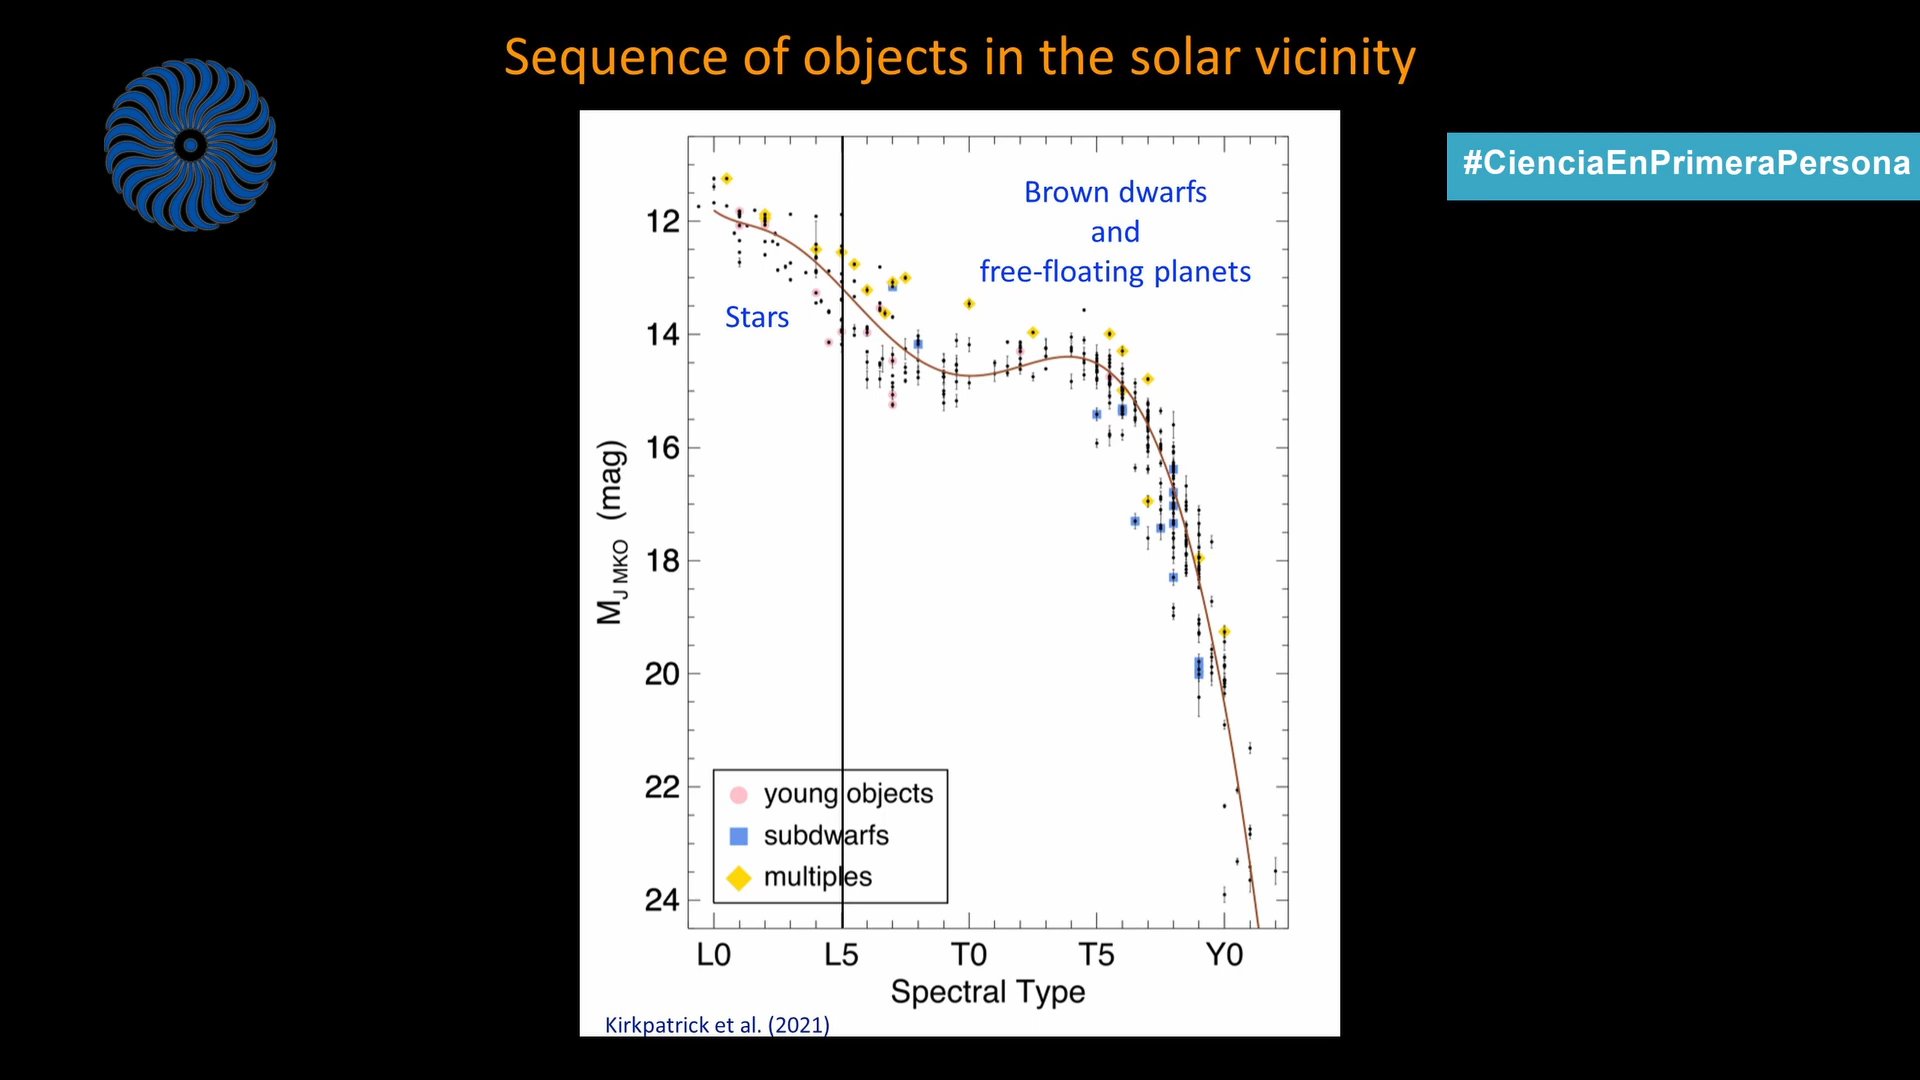 Sequence of objects in the solar vicinity
#CienciaEnPrimeraPersona
Brown dwarfs
and
free-floating planets
Stars
12
14
16
18
20
22
24
M J MKO (mag)
young objects
subdwarfs
multiples
L0 L5 T0 T5 Y0
Spectral Type
Kirkpatrick et al. (2021)